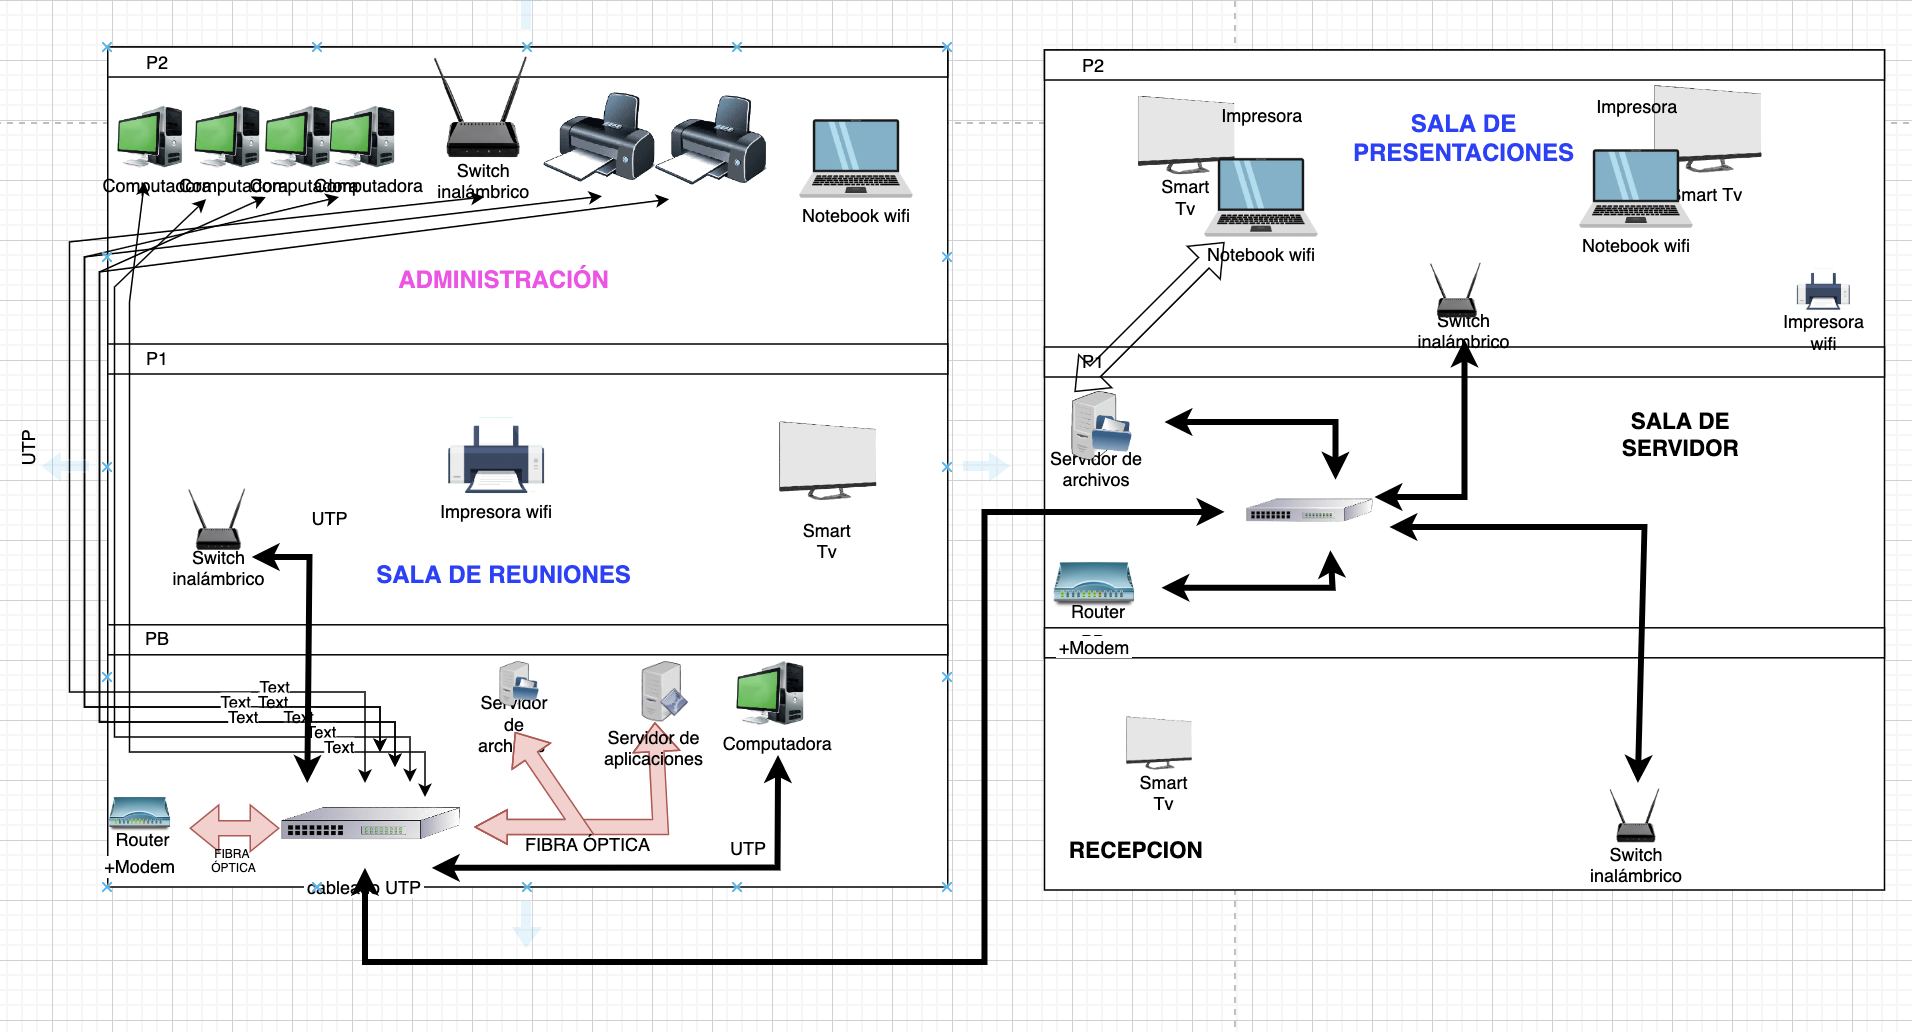 P2
Computadora
Computadora
Computadora
Computadora
Switch
inalámbrico
Notebook wifi
ADMINISTRACIÓN
UTP
P1
Impresora wifi
Smart
Tv
UTP
Switch
inalámbrico
SALA DE REUNIONES
PB
Text
Text
Text
Text
Text
Text
Text
Servidor
de
Servidor de
aplicaciones
Computadora
Router
+Modem
FIBRA
ÓPTICA
FIBRA ÓPTICA
UTP
cableado UTP
P2
Impresora
Smart
Tv
Notebook wifi
SALA DE
PRESENTACIONES
Impresora
Smart Tv
Notebook wifi
Switch
inalámbrico
Impresora
wifi
P1
Servidor de
archivos
SALA DE
SERVIDOR
Router
+Modem
Smart
Tv
RECEPCION
Switch
inalámbrico